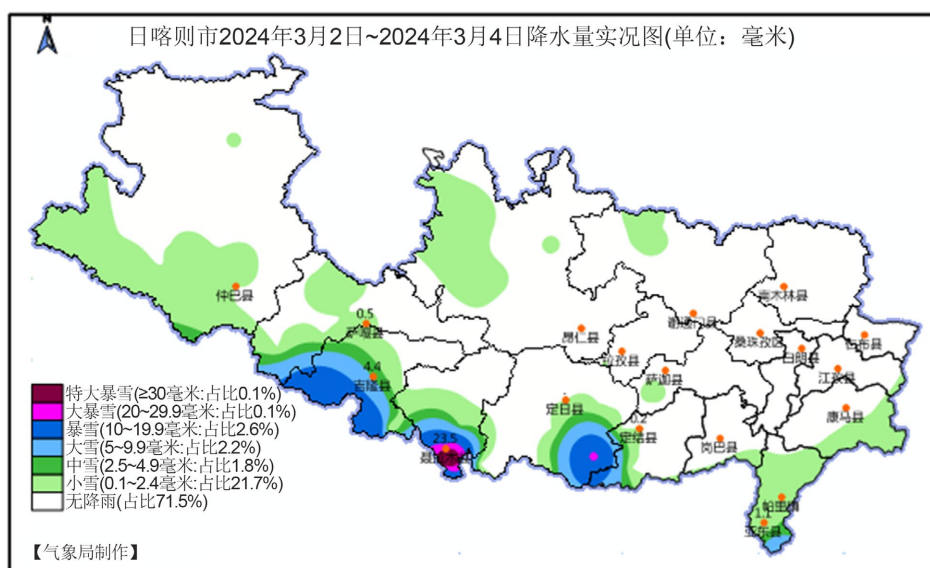 N
日喀则市2024年3月2日~2024年3月4日降水量实况图(单位：毫米)
仲巴县
0.5
萨嘎县
4.4
吉隆县
南木林县
谢通门县
昂仁县
桑珠孜区
仁布县
拉孜县
白朗县
萨迦县
江孜县
定日县
康马县
0.2
定结县
岗巴县
23.5
聂拉木县
帕里镇
1.1
亚东县
特大暴雪(≥30毫米:占比0.1%)
大暴雪(20~29.9毫米:占比0.1%)
暴雪(10~19.9毫米:占比2.6%)
大雪(5~9.9毫米:占比2.2%)
中雪(2.5~4.9毫米:占比1.8%)
小雪(0.1~2.4毫米:占比21.7%)
无降雨(占比71.5%)
【气象局制作】